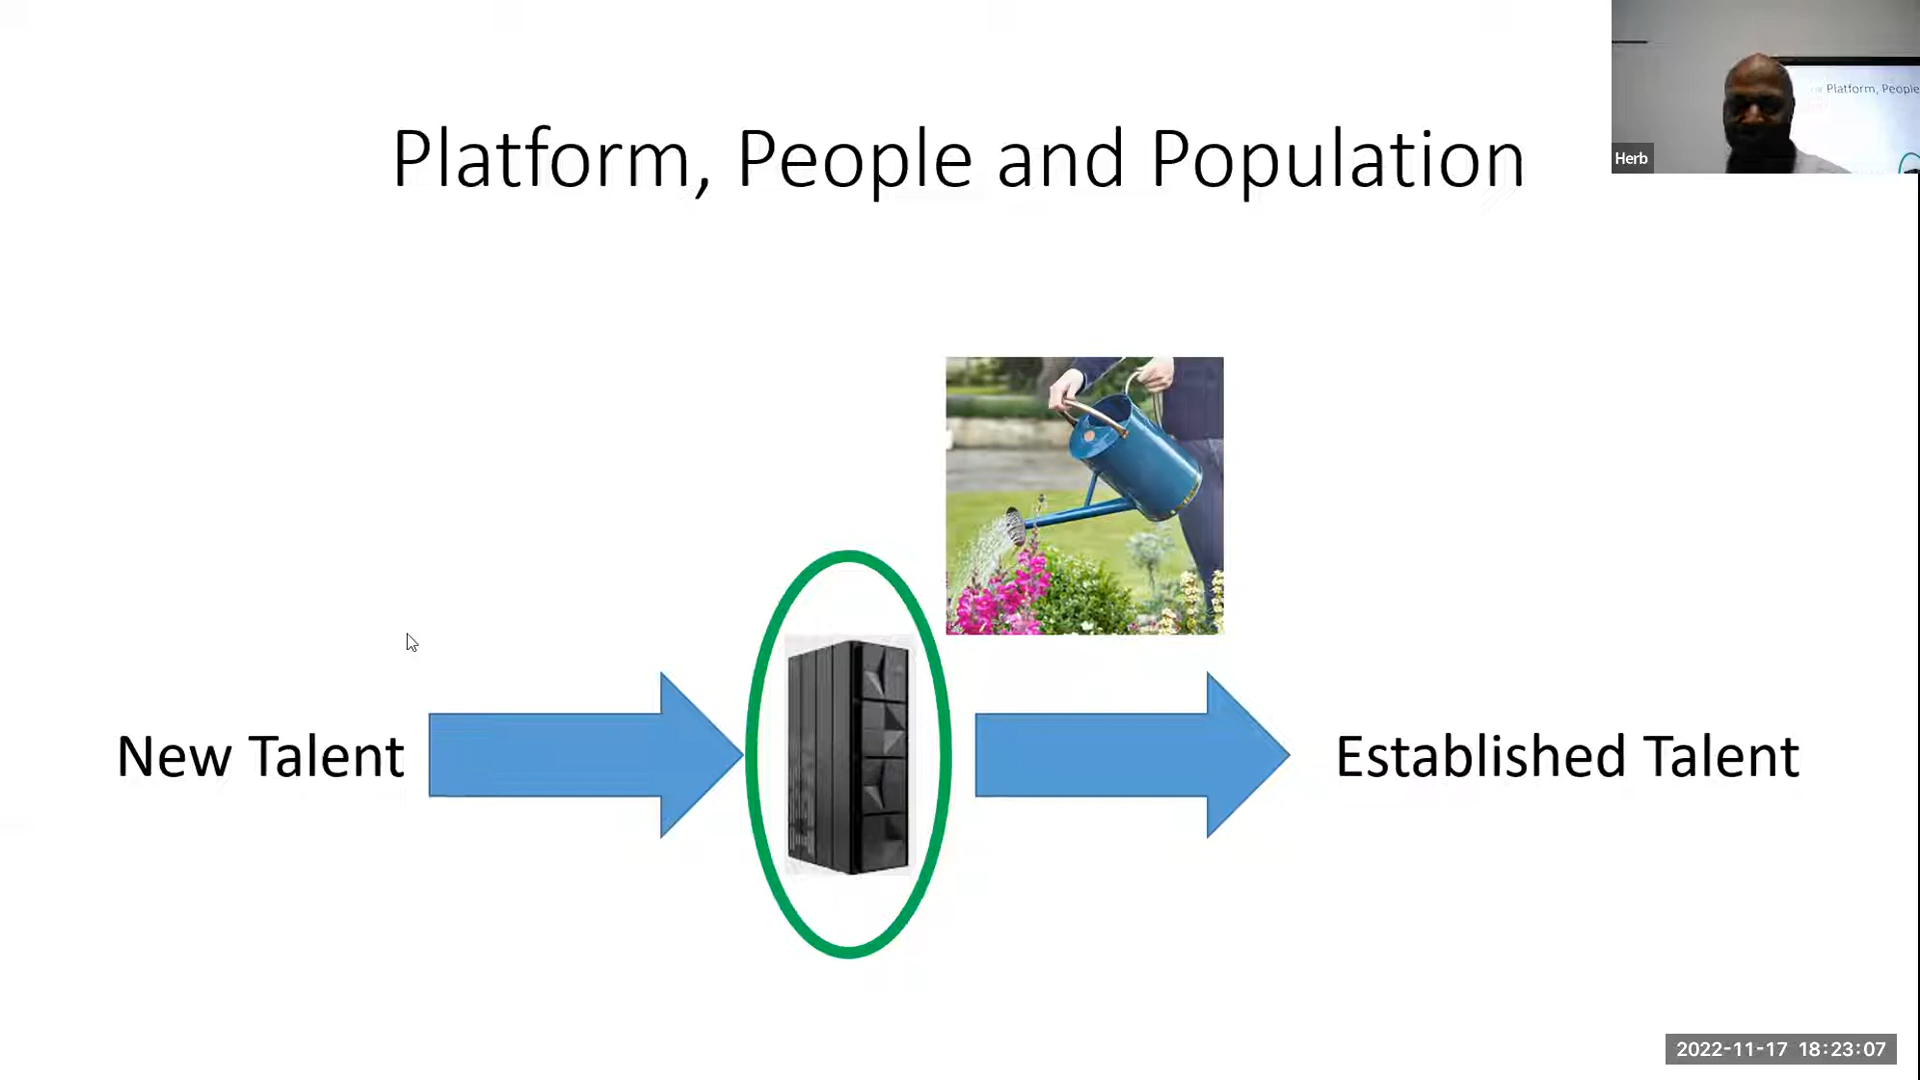 Platform, People and Population
Platform, People
Herb
New Talent
Established Talent
2022-11-17 18:23:07